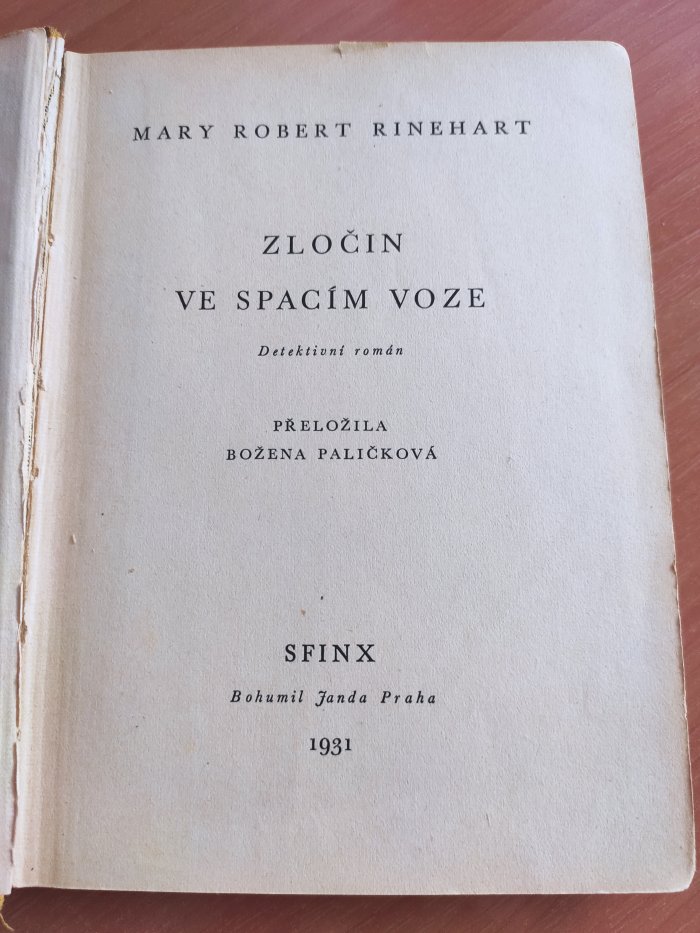 MARY ROBERT RINEHART
ZLOČIN
VE SPACÍM VOZE
Detektivní román
PŘELOŽILA
BOŽENA PALIČKOVÁ
SFINX
Bohumil Janda Praha
1931